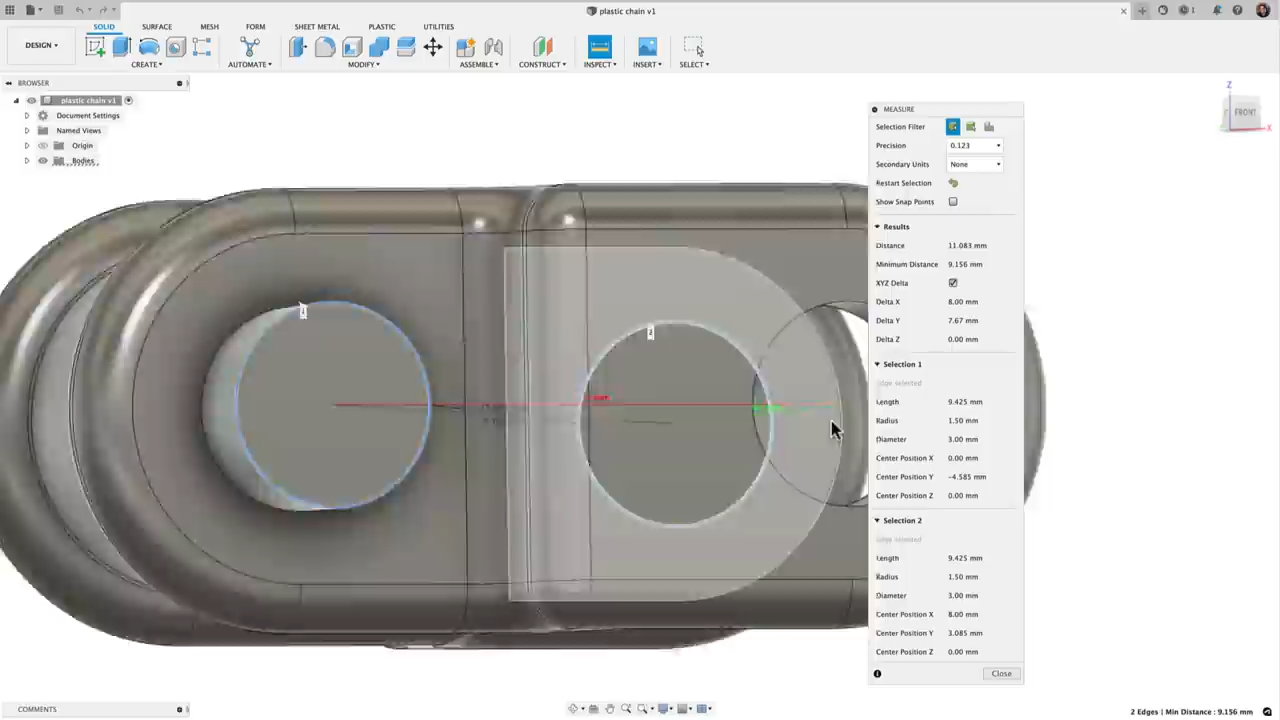 plastic chain v1
1
DESIGN
SOLID SURFACE MESH FORM SHEET METAL PLASTIC UTILITIES
CREATE AUTOMATE MODIFY ASSEMBLE CONSTRUCT INSPECT INSERT SELECT
BROWSER
plastic chain v1
Document Settings
Named Views
Origin
Bodies
Z
FRONT
X
MEASURE
Selection Filter
Precision 0.123
Secondary Units None
Restart Selection
Show Snap Points
Results
Distance 11.083 mm
Minimum Distance 9.156 mm
XYZ Delta
Delta X 8.00 mm
Delta Y 7.67 mm
Delta Z 0.00 mm
Selection 1
Edge selected
Length 9.425 mm
Radius 1.50 mm
Diameter 3.00 mm
Center Position X 0.00 mm
Center Position Y -4.585 mm
Center Position Z 0.00 mm
Selection 2
Edge selected
Length 9.425 mm
Radius 1.50 mm
Diameter 3.00 mm
Center Position X 8.00 mm
Center Position Y 3.085 mm
Center Position Z 0.00 mm
Close
1
2
COMMENTS
2 Edges | Min Distance : 9.156 mm